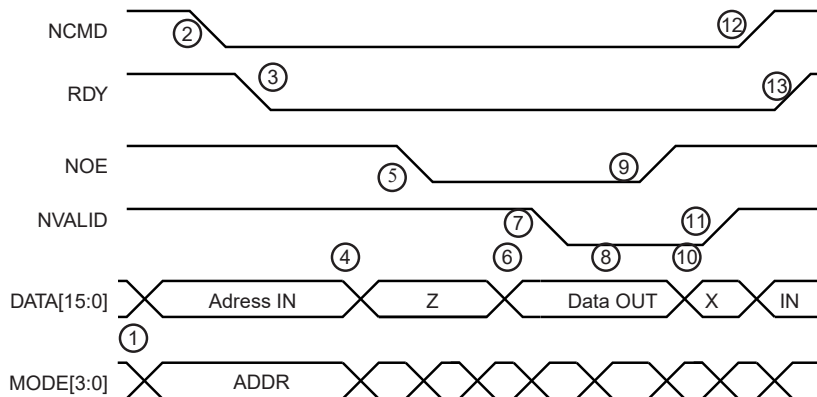 NCMD ② ⑫
RDY ③ ⑬
NOE ⑤ ⑨
NVALID ⑦ ⑪
④ ⑥ ⑧ ⑩
DATA[15:0] Adress IN Z Data OUT X IN
①
MODE[3:0] ADDR